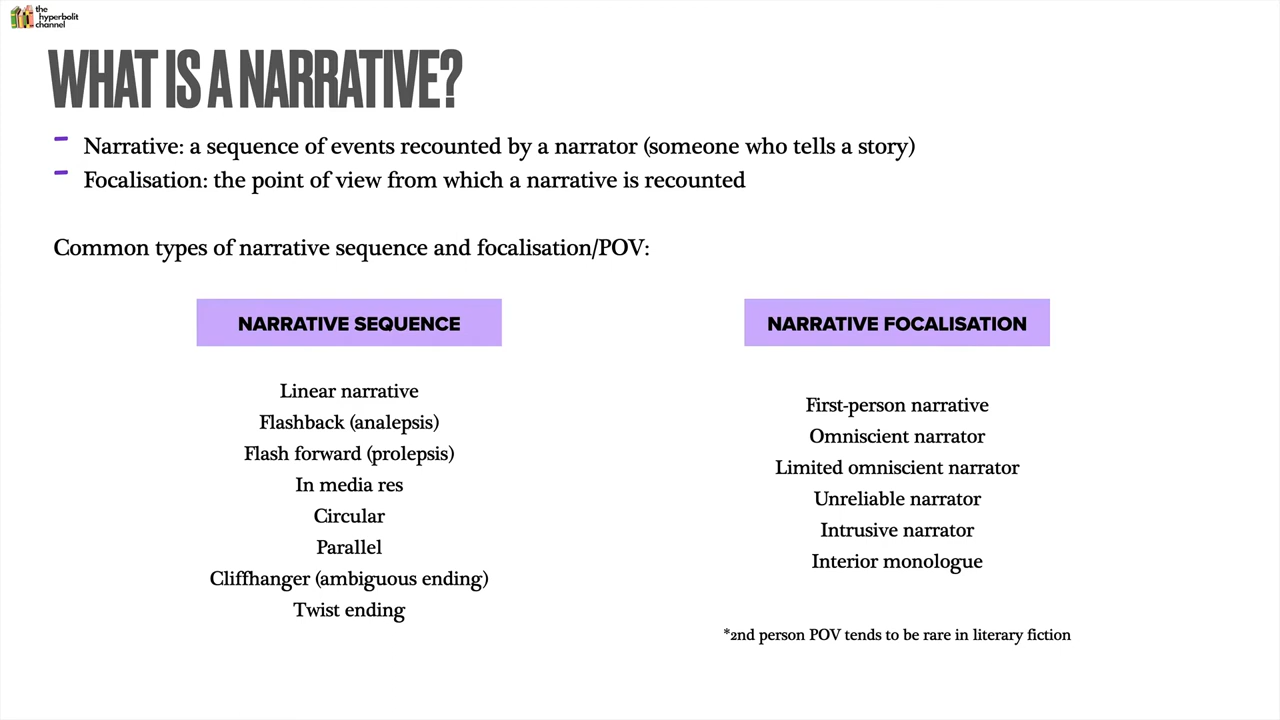 the
hyperbolit
channel
WHAT IS A NARRATIVE?
- Narrative: a sequence of events recounted by a narrator (someone who tells a story)
- Focalisation: the point of view from which a narrative is recounted
Common types of narrative sequence and focalisation/POV:
NARRATIVE SEQUENCE
Linear narrative
Flashback (analepsis)
Flash forward (prolepsis)
In media res
Circular
Parallel
Cliffhanger (ambiguous ending)
Twist ending
NARRATIVE FOCALISATION
First-person narrative
Omniscient narrator
Limited omniscient narrator
Unreliable narrator
Intrusive narrator
Interior monologue
*2nd person POV tends to be rare in literary fiction